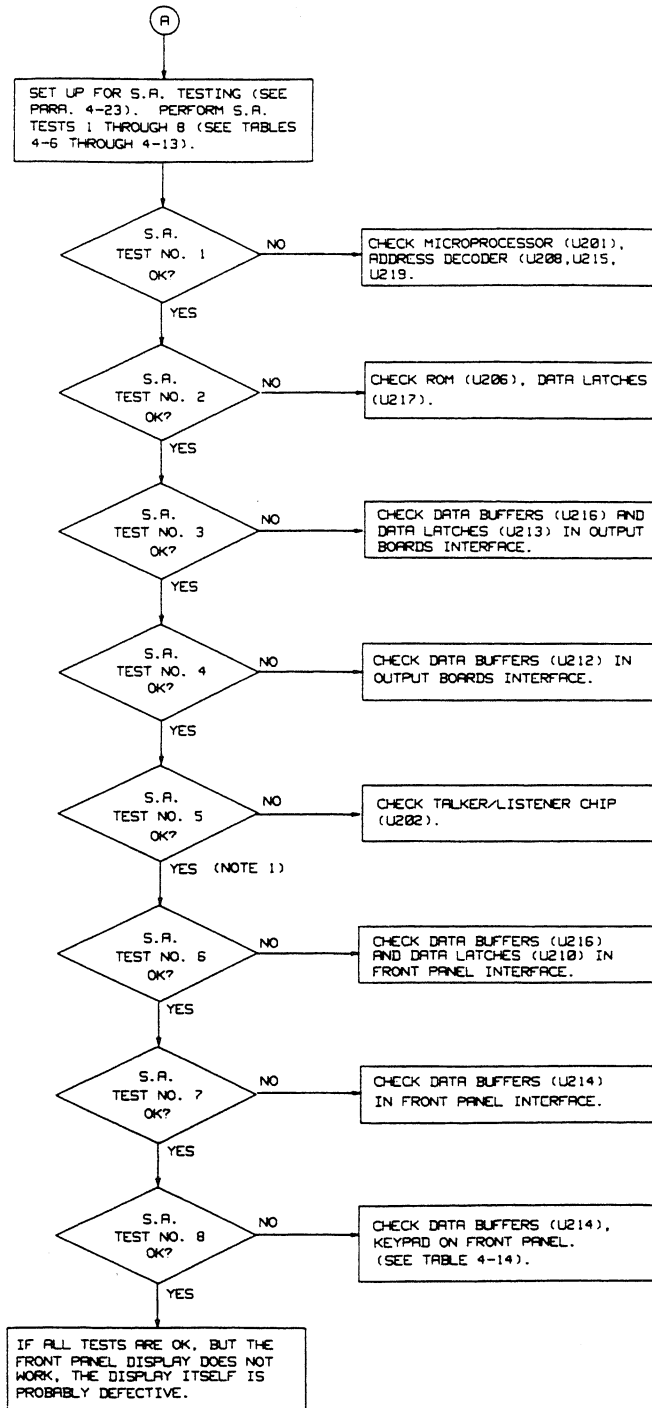 A
SET UP FOR S.A. TESTING (SEE
PARA. 4-23). PERFORM S.A.
TESTS 1 THROUGH 8 (SEE TABLES
4-6 THROUGH 4-13).
S.A.
TEST NO. 1
OK?
NO
CHECK MICROPROCESSOR (U201),
ADDRESS DECODER (U208,U215,
U219.
YES
S.A.
TEST NO. 2
OK?
NO
CHECK ROM (U206), DATA LATCHES
(U217).
YES
S.A.
TEST NO. 3
OK?
NO
CHECK DATA BUFFERS (U216) AND
DATA LATCHES (U213) IN OUTPUT
BOARDS INTERFACE.
YES
S.A.
TEST NO. 4
OK?
NO
CHECK DATA BUFFERS (U212) IN
OUTPUT BOARDS INTERFACE.
YES
S.A.
TEST NO. 5
OK?
NO
CHECK TALKER/LISTENER CHIP
(U202).
YES (NOTE 1)
S.A.
TEST NO. 6
OK?
NO
CHECK DATA BUFFERS (U216)
AND DATA LATCHES (U210) IN
FRONT PANEL INTERFACE.
YES
S.A.
TEST NO. 7
OK?
NO
CHECK DATA BUFFERS (U214)
IN FRONT PANEL INTERFACE.
YES
S.A.
TEST NO. 8
OK?
NO
CHECK DATA BUFFERS (U214),
KEYPAD ON FRONT PANEL.
(SEE TABLE 4-14).
YES
IF ALL TESTS ARE OK, BUT THE
FRONT PANEL DISPLAY DOES NOT
WORK, THE DISPLAY ITSELF IS
PROBABLY DEFECTIVE.